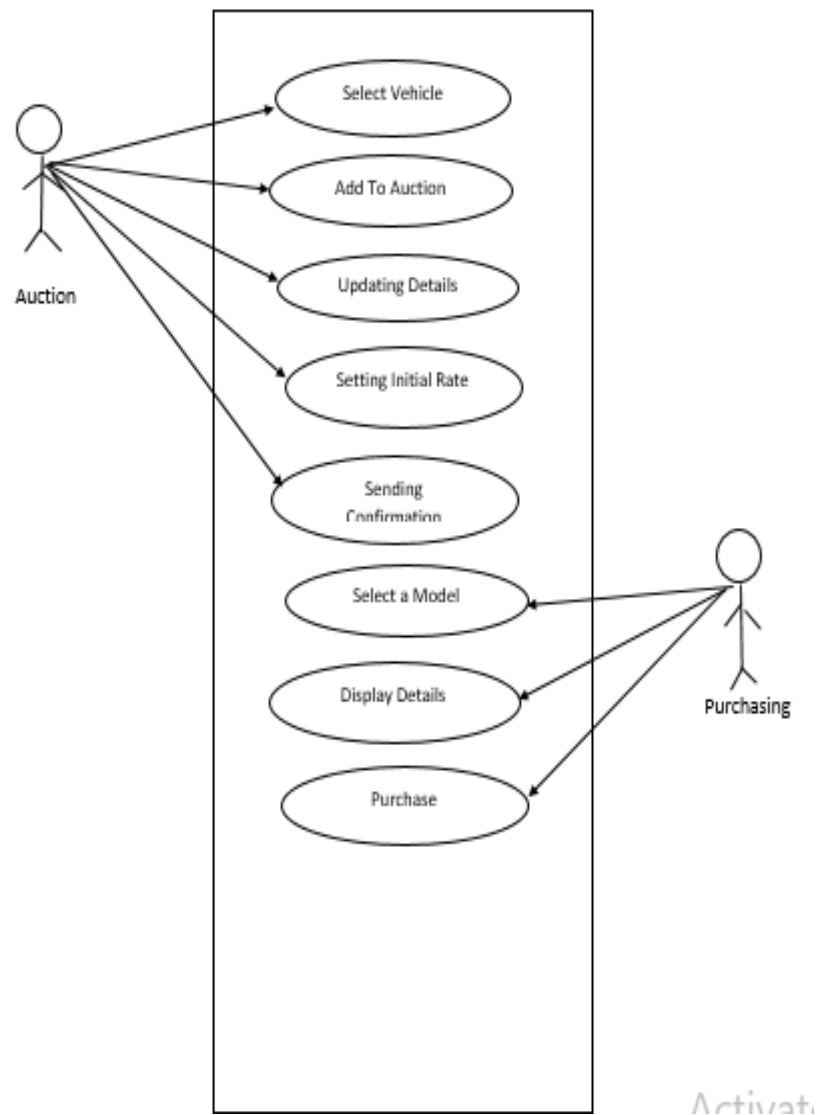 Select Vehicle
Add To Auction
Auction
Updating Details
Setting Initial Rate
Sending
Confirmation
Select a Model
Display Details
Purchasing
Purchase
Activate